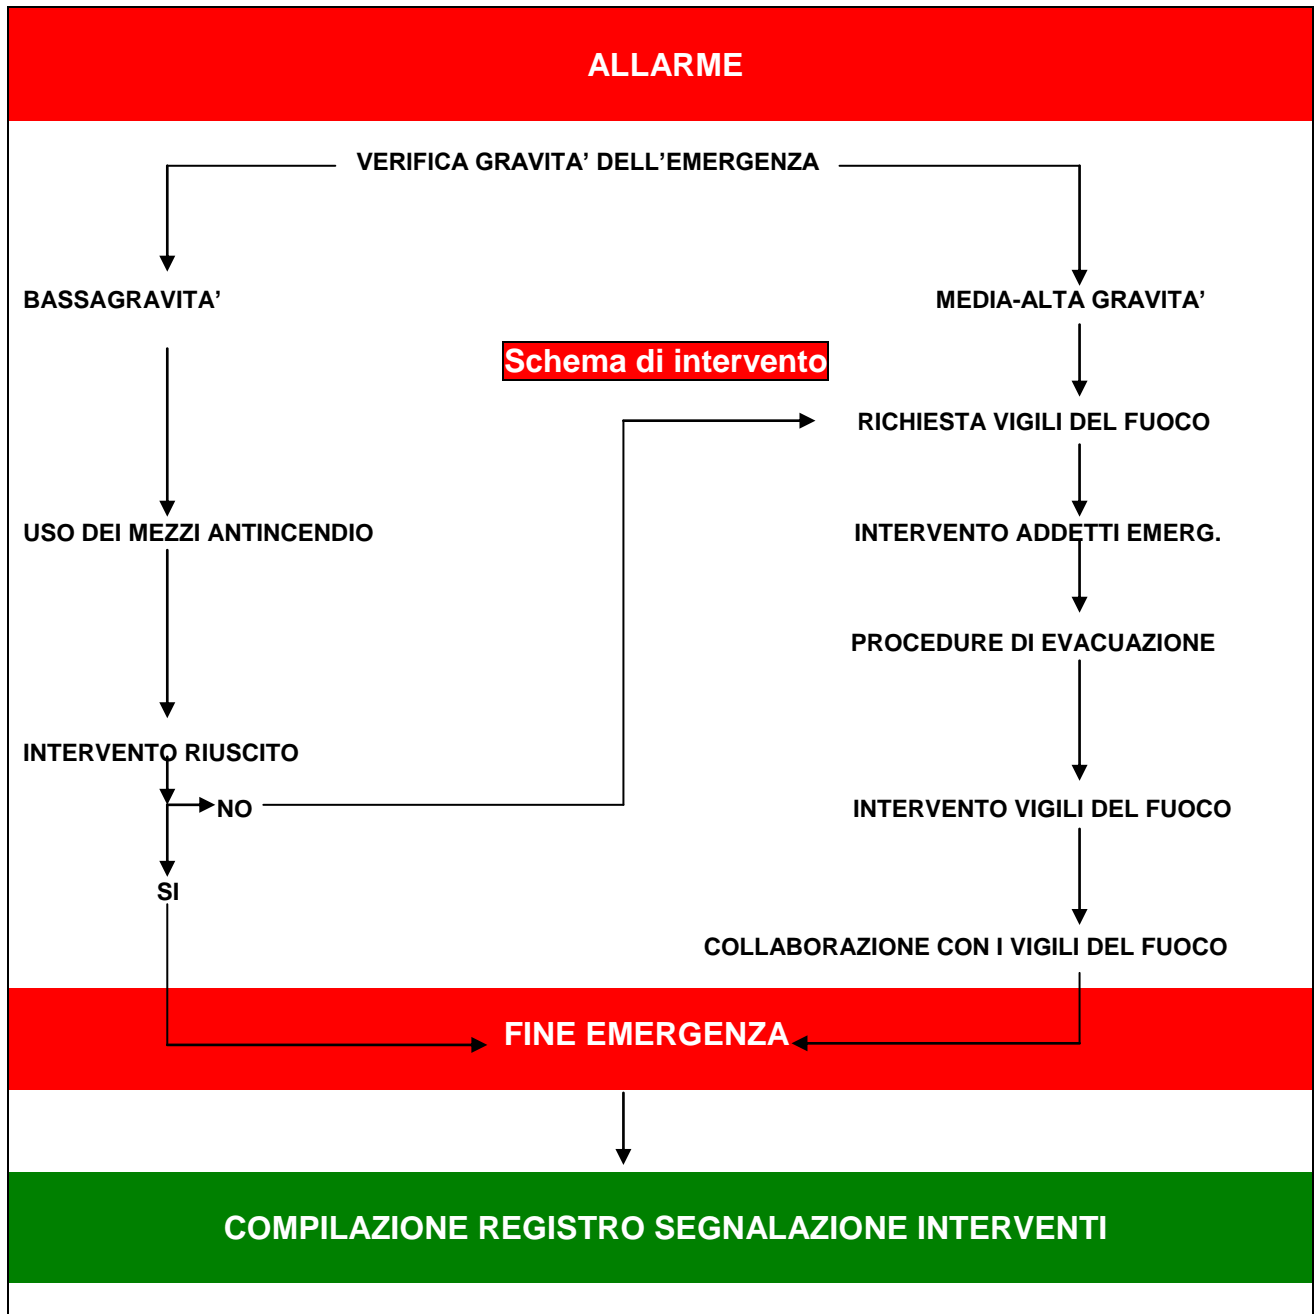 ALLARME
VERIFICA GRAVITA’ DELL’EMERGENZA
BASSAGRAVITA’
MEDIA-ALTA GRAVITA’
Schema di intervento
RICHIESTA VIGILI DEL FUOCO
USO DEI MEZZI ANTINCENDIO
INTERVENTO ADDETTI EMERG.
PROCEDURE DI EVACUAZIONE
INTERVENTO RIUSCITO
NO
INTERVENTO VIGILI DEL FUOCO
SI
COLLABORAZIONE CON I VIGILI DEL FUOCO
FINE EMERGENZA
COMPILAZIONE REGISTRO SEGNALAZIONE INTERVENTI